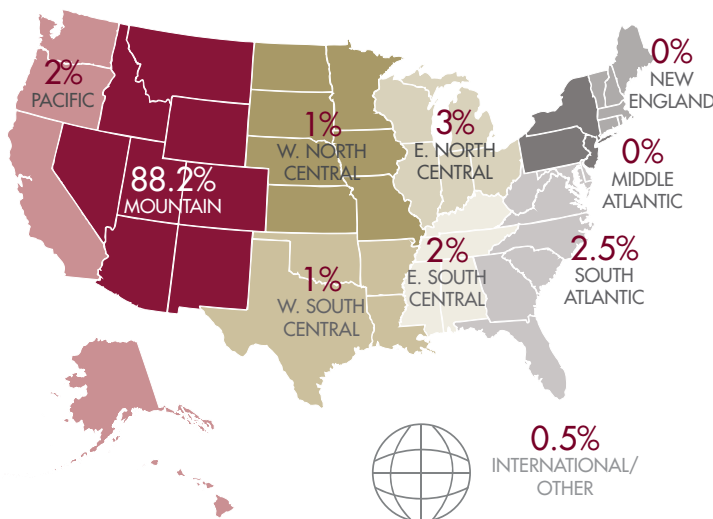 2%
PACIFIC
88.2%
MOUNTAIN
1%
W. NORTH
CENTRAL
3%
E. NORTH
CENTRAL
0%
NEW
ENGLAND
0%
MIDDLE
ATLANTIC
2.5%
SOUTH
ATLANTIC
2%
E. SOUTH
CENTRAL
1%
W. SOUTH
CENTRAL
0.5%
INTERNATIONAL/
OTHER